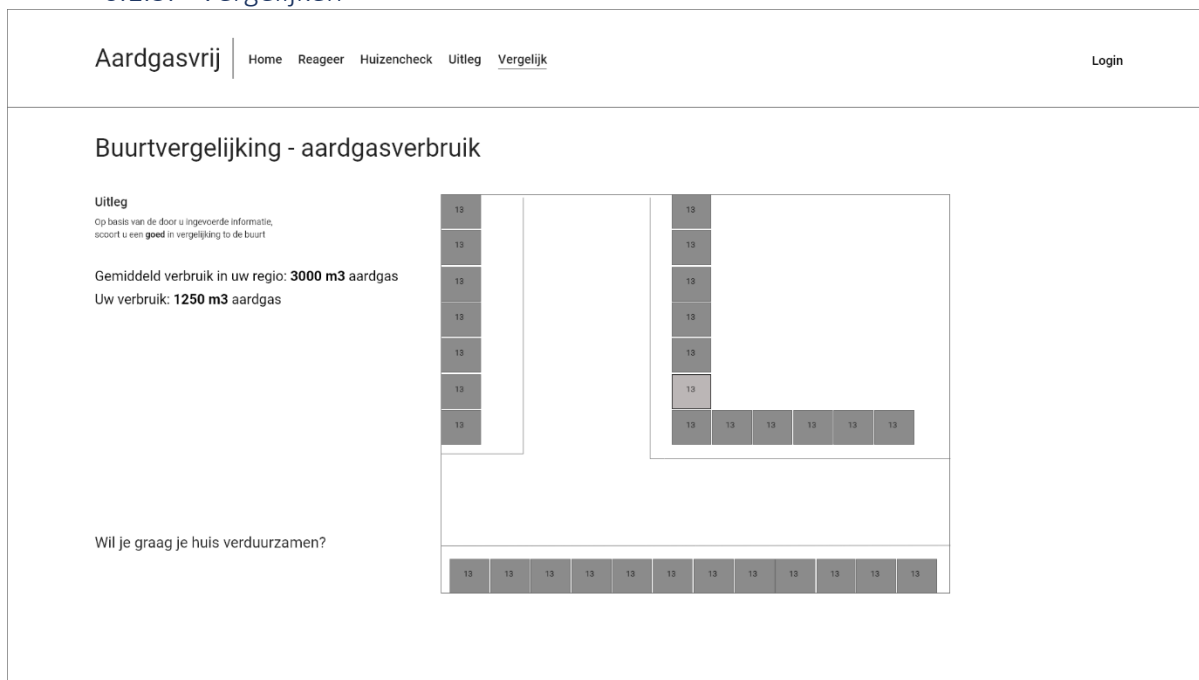 Aardgasvrij Home Reageer Huizencheck Uitleg Vergelijk Login
Buurtvergelijking - aardgasverbruik
Uitleg
Op basis van de door u ingevoerde informatie,
scoort u een goed in vergelijking to de buurt
Gemiddeld verbruik in uw regio: 3000 m3 aardgas
Uw verbruik: 1250 m3 aardgas
Wil je graag je huis verduurzamen?
13 13
13 13
13 13
13 13
13 13
13 13
13 13 13 13 13 13 13
13 13 13 13 13 13 13 13 13 13 13 13